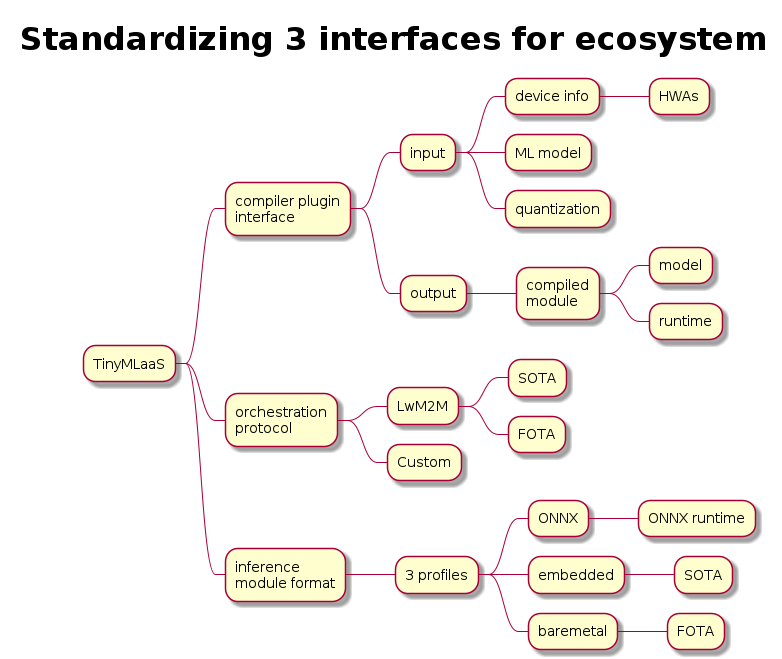 Standardizing 3 interfaces for ecosystem
TinyMLaaS
compiler plugin
interface
input
device info
HWAs
ML model
quantization
output
compiled
module
model
runtime
orchestration
protocol
LwM2M
SOTA
FOTA
Custom
inference
module format
3 profiles
ONNX
ONNX runtime
embedded
SOTA
baremetal
FOTA